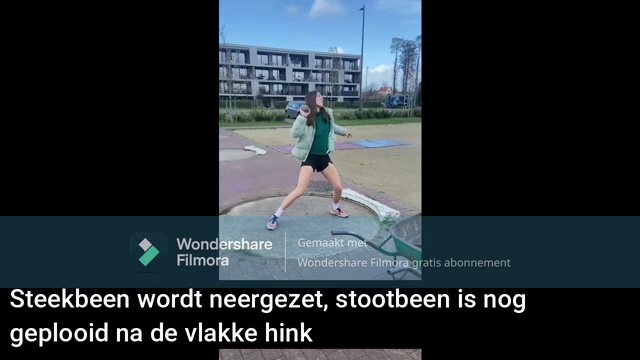 Wondershare
Filmora
Gemaakt met
Wondershare Filmora gratis abonnement
Steekbeen wordt neergezet, stootbeen is nog
geplooid na de vlakke hink